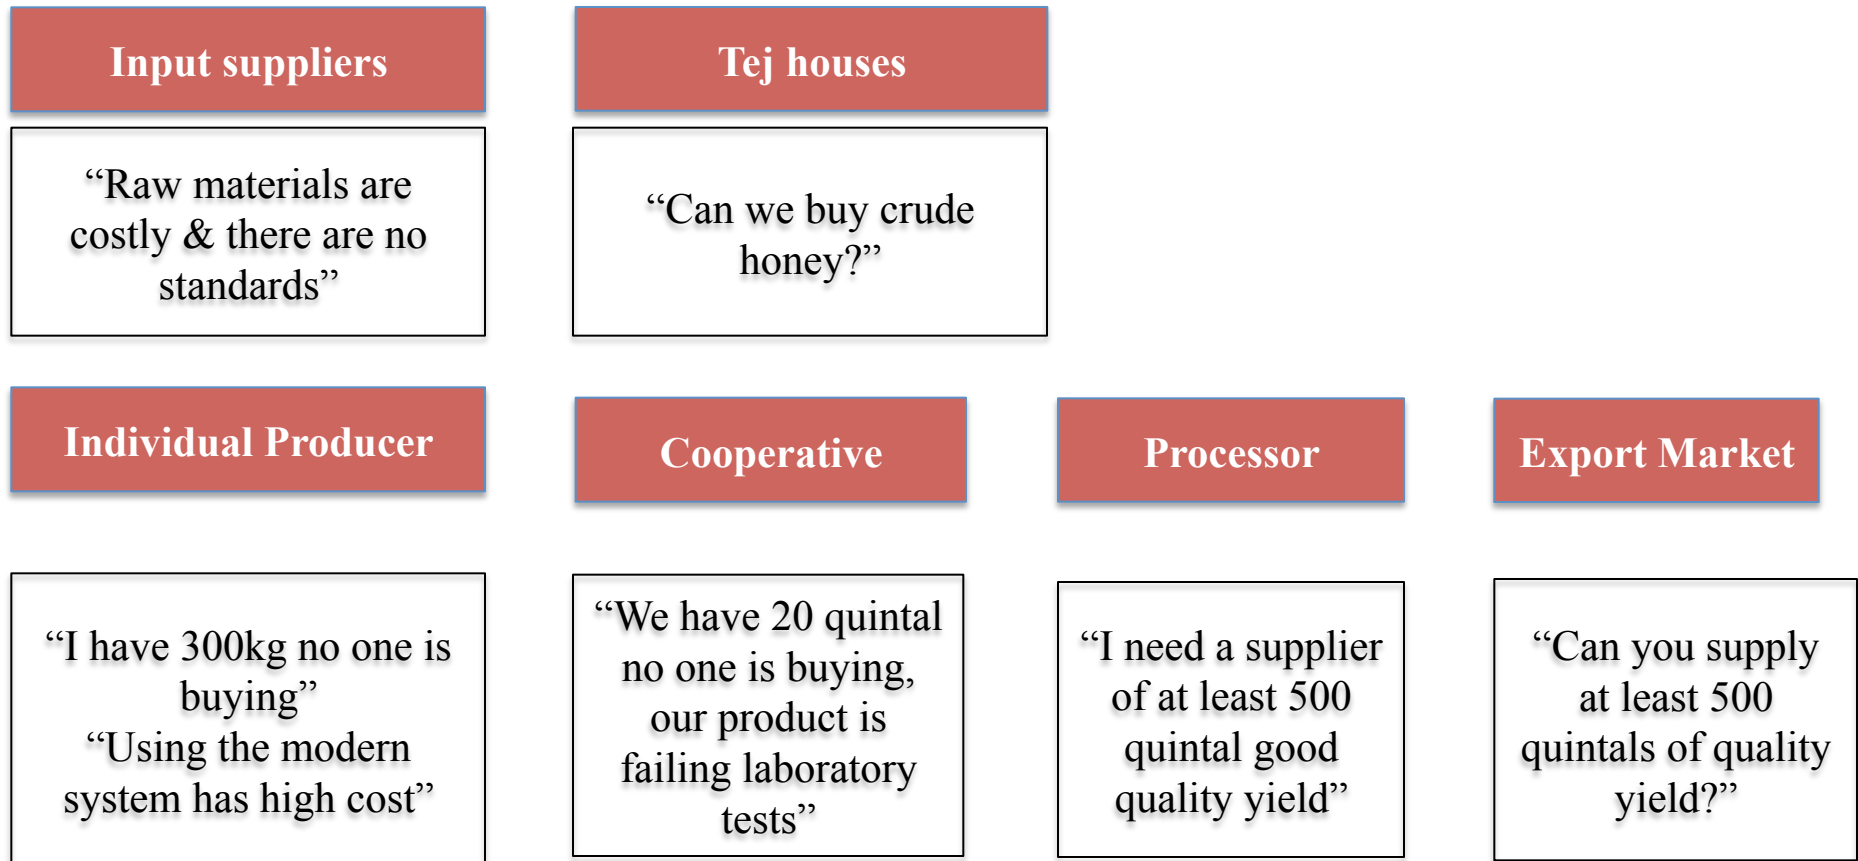 Input suppliers
Tej houses
“Raw materials are
costly & there are no
standards”
“Can we buy crude
honey?”
Individual Producer
Cooperative
Processor
Export Market
“I have 300kg no one is
buying”
“Using the modern
system has high cost”
“We have 20 quintal
no one is buying,
our product is
failing laboratory
tests”
“I need a supplier
of at least 500
quintal good
quality yield”
“Can you supply
at least 500
quintals of quality
yield?”